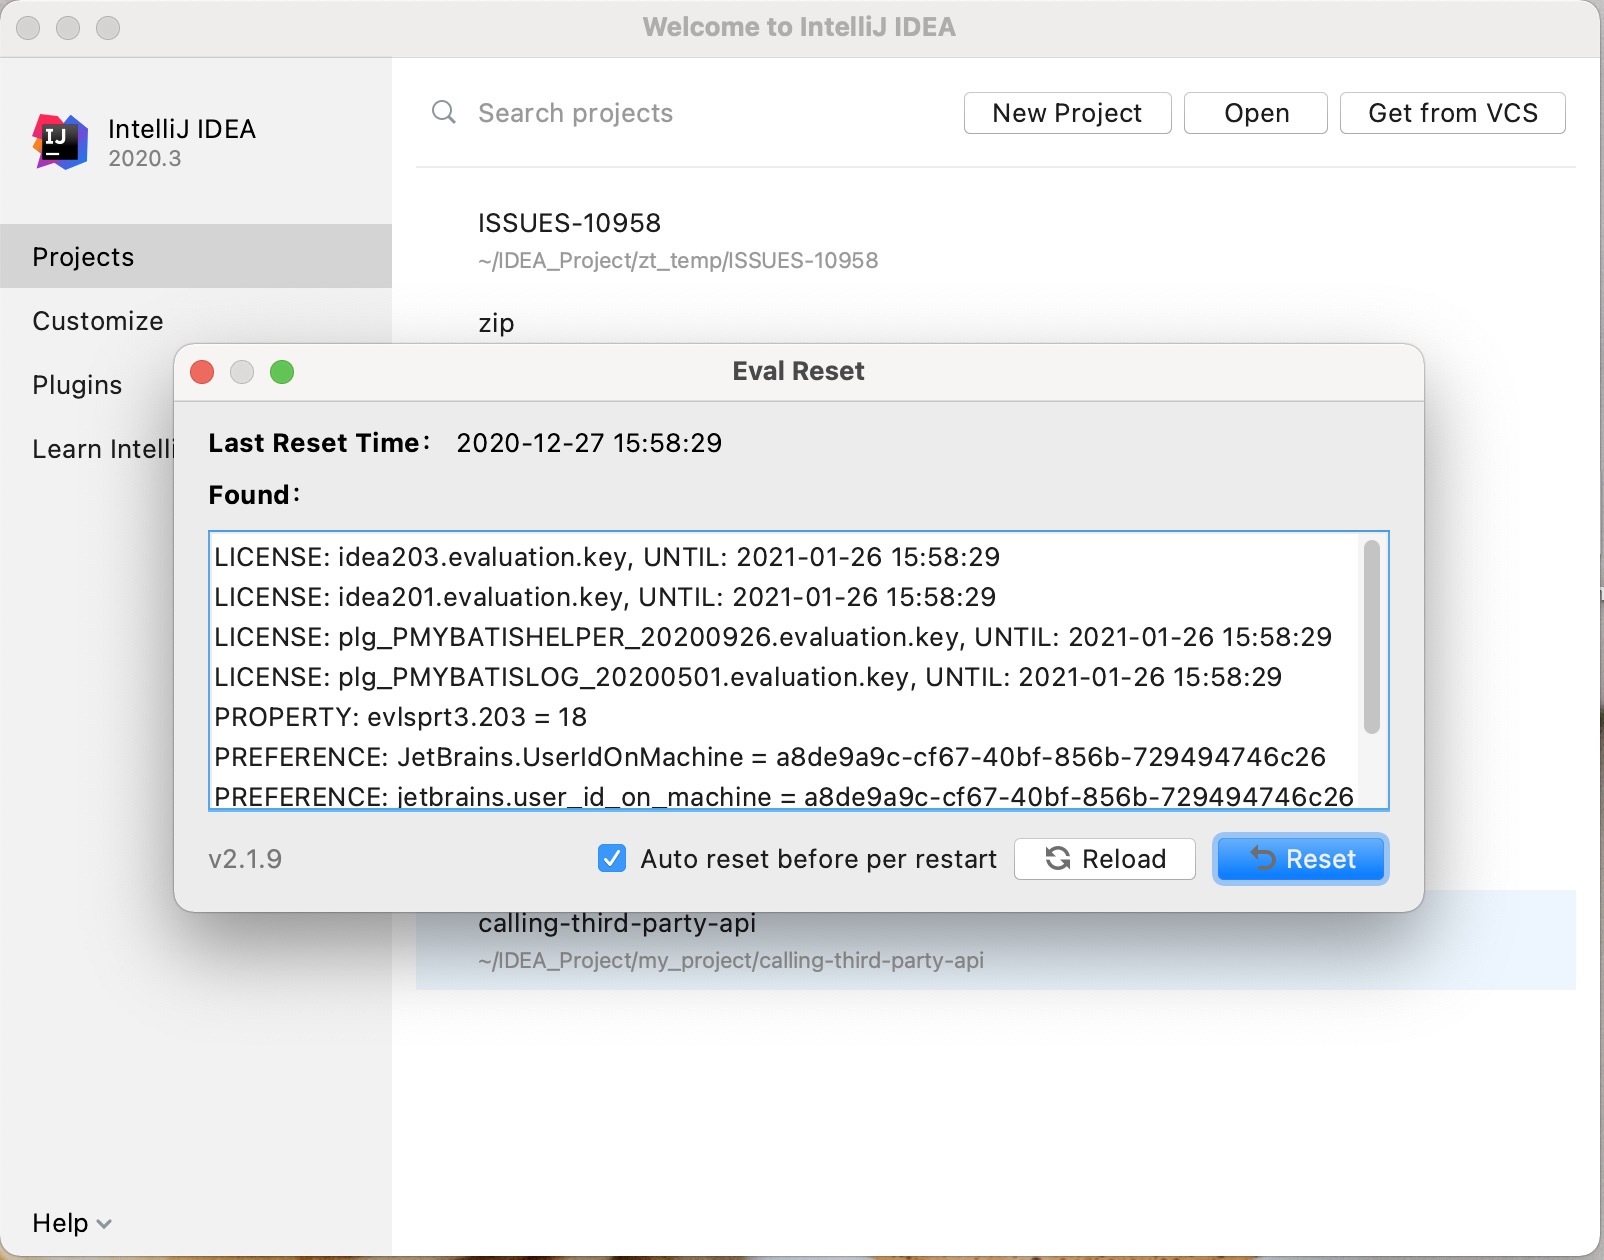 Welcome to IntelliJ IDEA
IJ
IntelliJ IDEA
2020.3
Search projects
New Project
Open
Get from VCS
Projects
Customize
Plugins
Learn Intelli
ISSUES-10958
~/IDEA_Project/zt_temp/ISSUES-10958
zip
Eval Reset
Last Reset Time: 2020-12-27 15:58:29
Found:
LICENSE: idea203.evaluation.key, UNTIL: 2021-01-26 15:58:29
LICENSE: idea201.evaluation.key, UNTIL: 2021-01-26 15:58:29
LICENSE: plg_PMYBATISHELPER_20200926.evaluation.key, UNTIL: 2021-01-26 15:58:29
LICENSE: plg_PMYBATISLOG_20200501.evaluation.key, UNTIL: 2021-01-26 15:58:29
PROPERTY: evlsprt3.203 = 18
PREFERENCE: JetBrains.UserIdOnMachine = a8de9a9c-cf67-40bf-856b-729494746c26
PREFERENCE: jetbrains.user_id_on_machine = a8de9a9c-cf67-40bf-856b-729494746c26
v2.1.9
Auto reset before per restart
Reload
Reset
calling-third-party-api
~/IDEA_Project/my_project/calling-third-party-api
Help